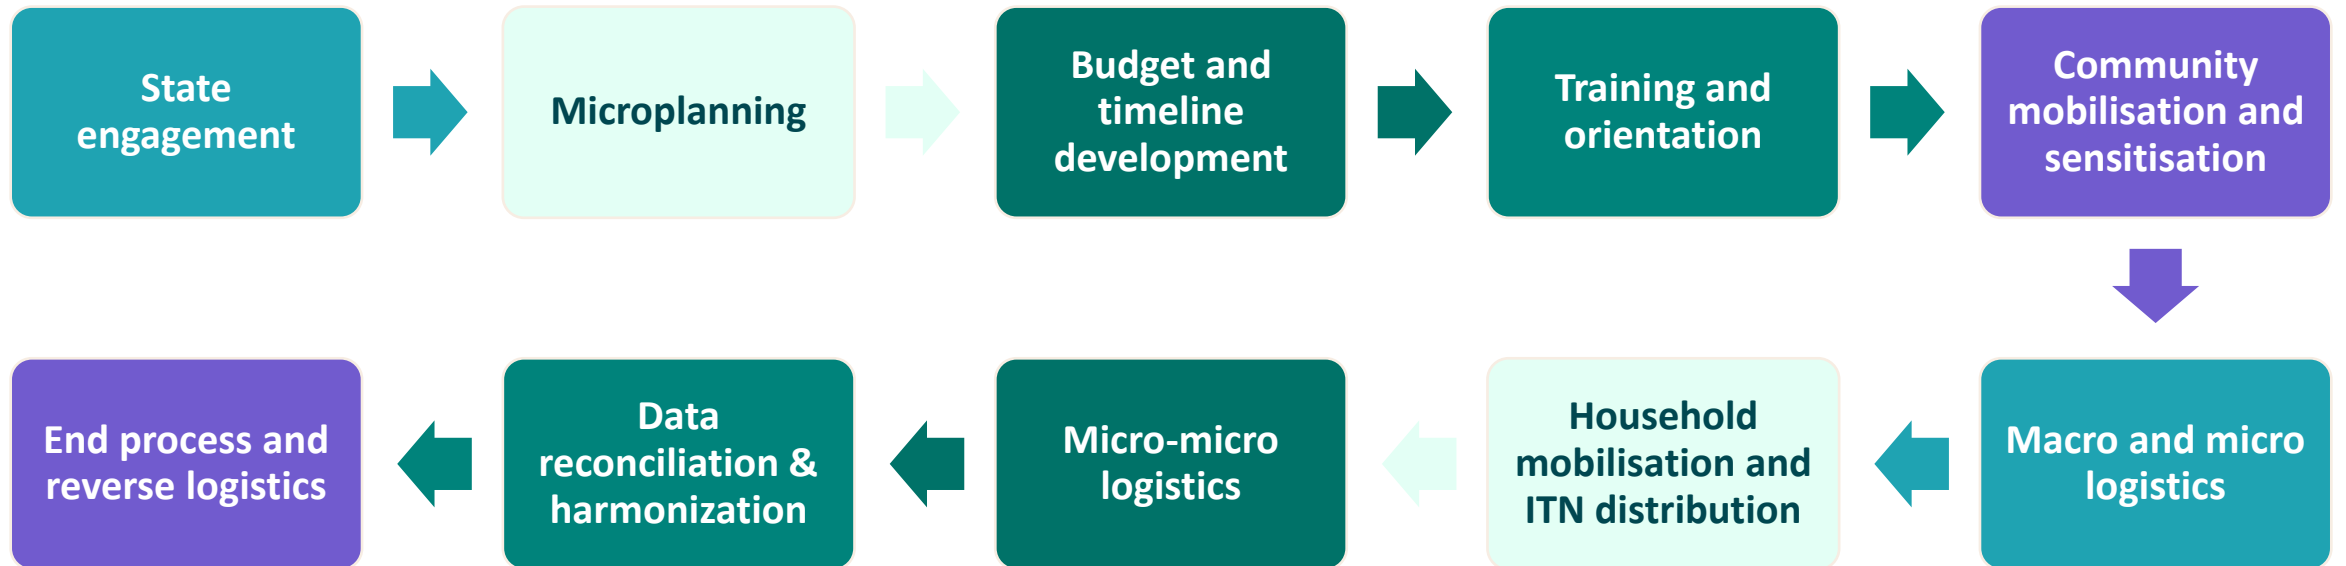 State
engagement
Microplanning
Budget and
timeline
development
Training and
orientation
Community
mobilisation and
sensitisation
Macro and micro
logistics
Household
mobilisation and
ITN distribution
Micro-micro
logistics
Data
reconciliation &
harmonization
End process and
reverse logistics